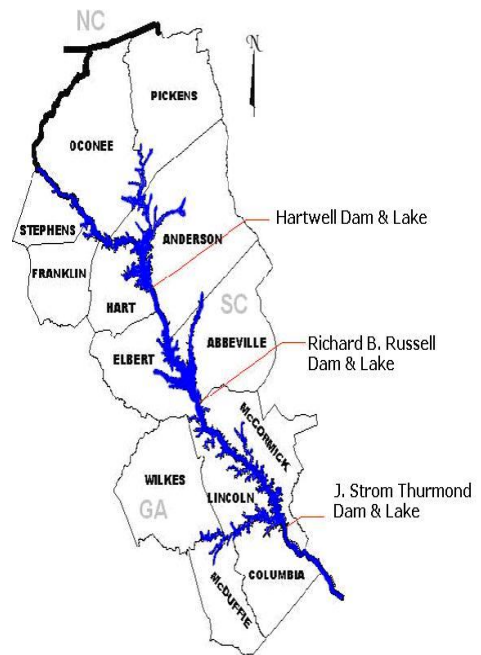 NC
N
PICKENS
OCONEE
Hartwell Dam & Lake
STEPHENS
ANDERSON
FRANKLIN
HART
SC
Richard B. Russell
Dam & Lake
ABBEVILLE
ELBERT
McCORMICK
WILKES
LINCOLN
J. Strom Thurmond
Dam & Lake
GA
COLUMBIA
McDUFFIE